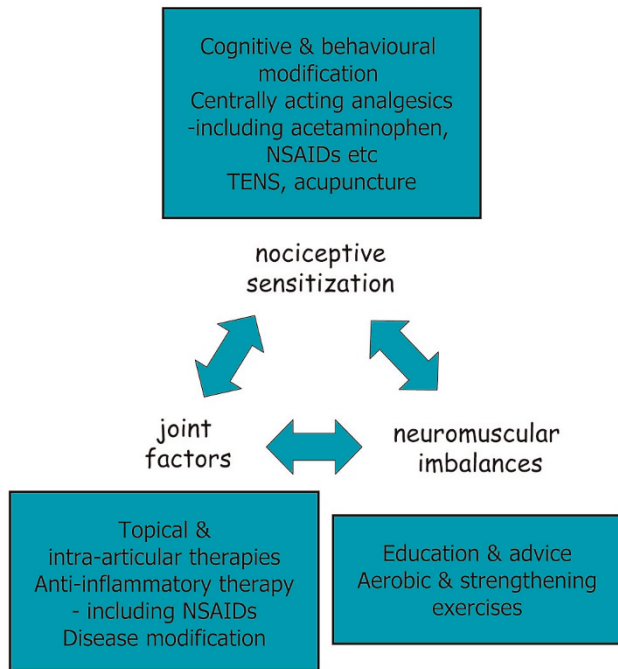 Cognitive & behavioural
modification
Centrally acting analgesics
-including acetaminophen,
NSAIDs etc
TENS, acupuncture
nociceptive
sensitization
joint
factors
neuromuscular
imbalances
Topical &
intra-articular therapies
Anti-inflammatory therapy
- including NSAIDs
Disease modification
Education & advice
Aerobic & strengthening
exercises